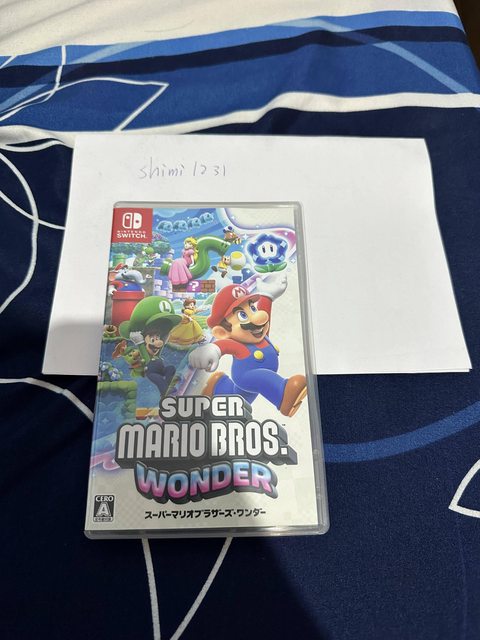 shimi 1231
NINTENDO
SWITCH
SUPER
MARIO BROS.
WONDER
CERO
A
スーパーマリオブラザーズ・ワンダー